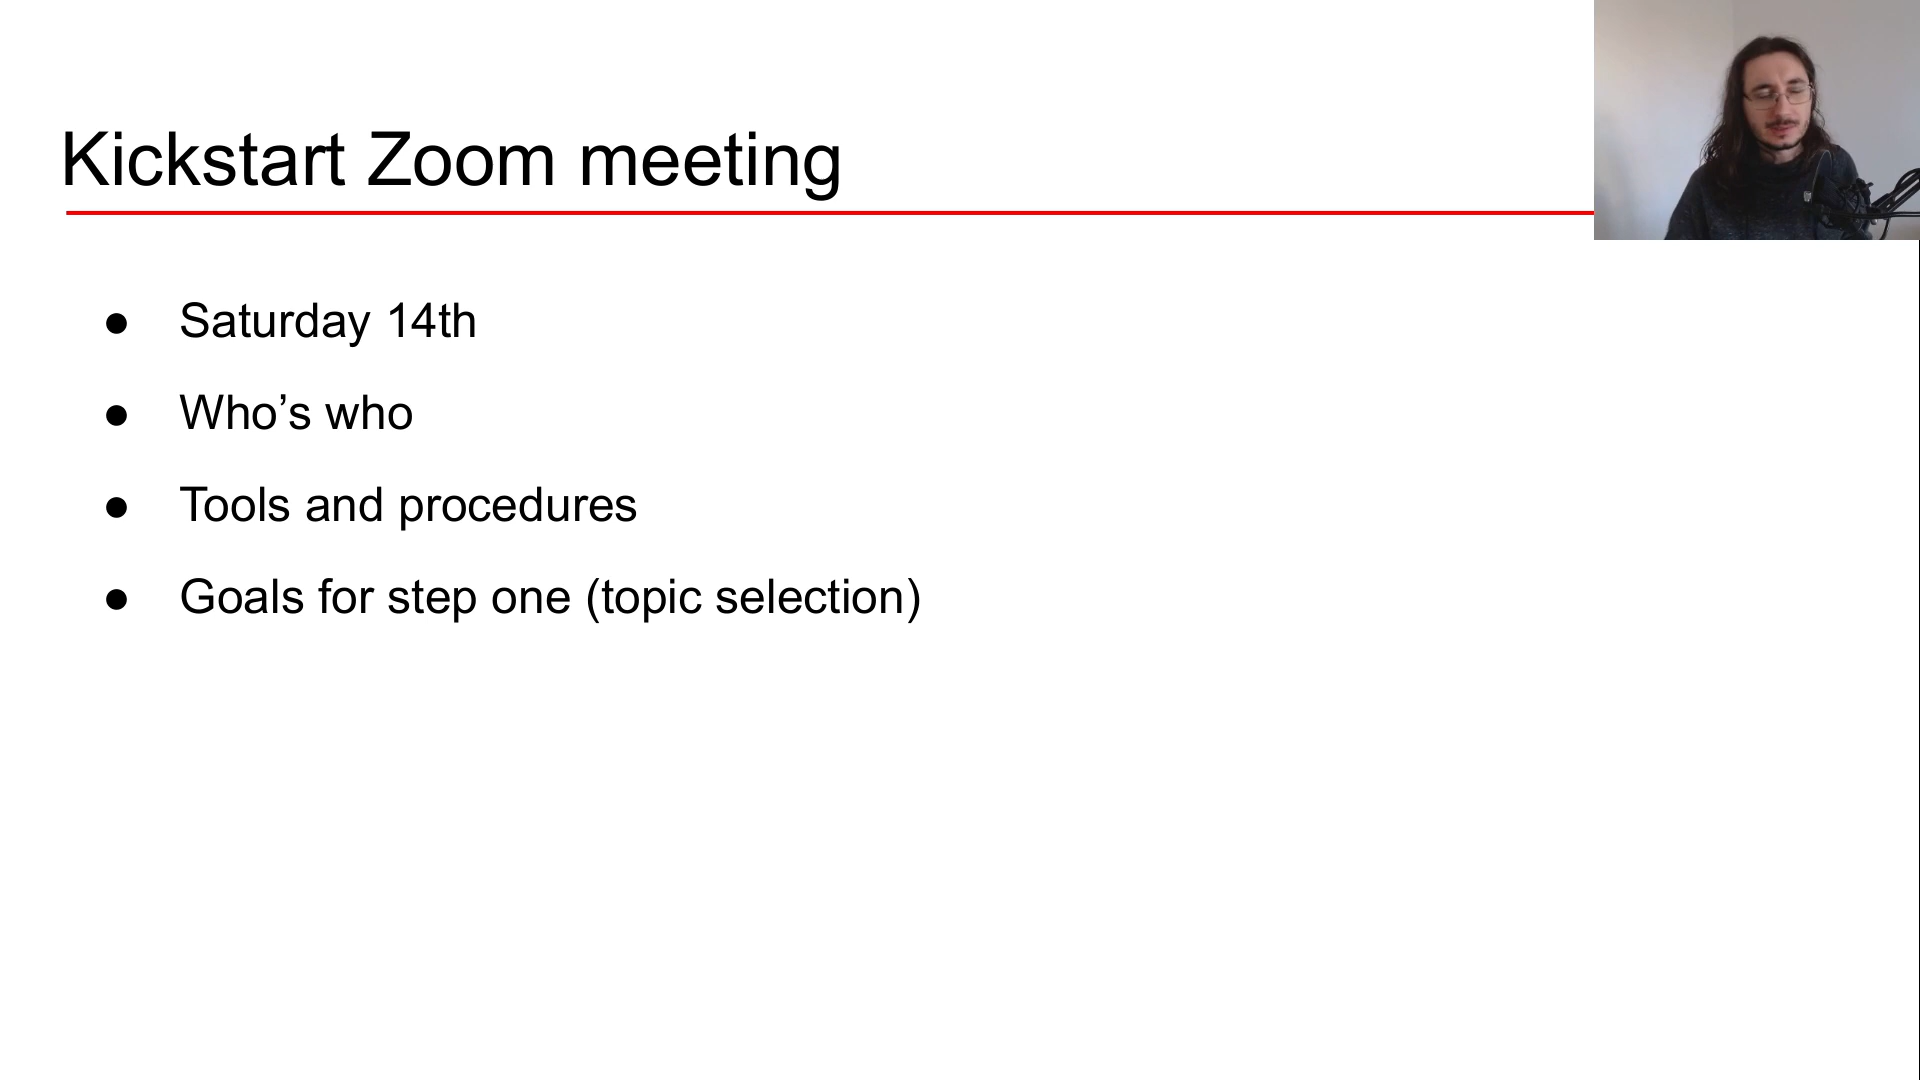 Kickstart Zoom meeting
● Saturday 14th
● Who’s who
● Tools and procedures
● Goals for step one (topic selection)